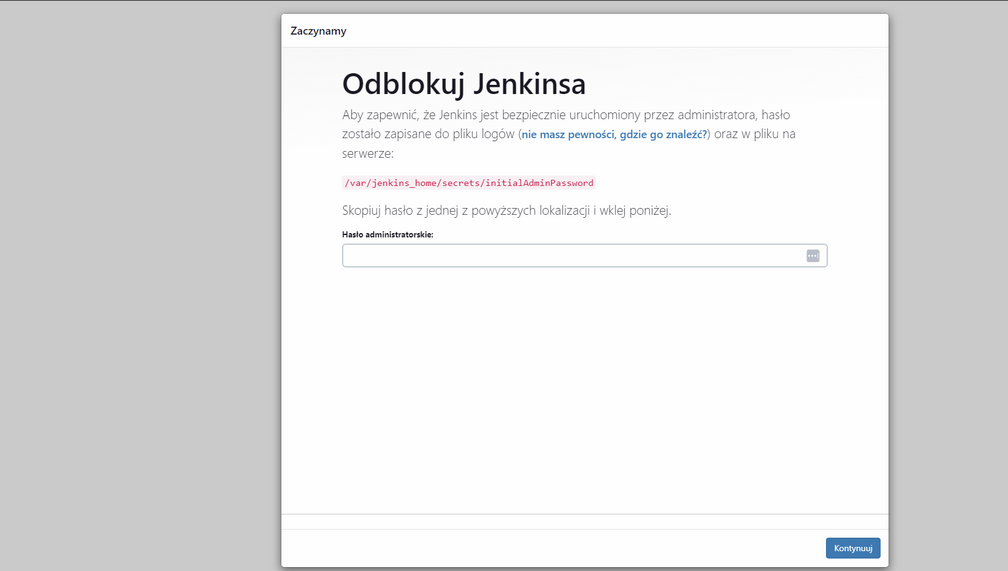 Zaczynamy
Odblokuj Jenkinsa
Aby zapewnić, że Jenkins jest bezpiecznie uruchomiony przez administratora, hasło
zostało zapisane do pliku logów (nie masz pewności, gdzie go znaleźć?) oraz w pliku na
serwerze:
/var/jenkins_home/secrets/initialAdminPassword
Skopiuj hasło z jednej z powyższych lokalizacji i wklej poniżej.
Hasło administratorskie:
Kontynuuj